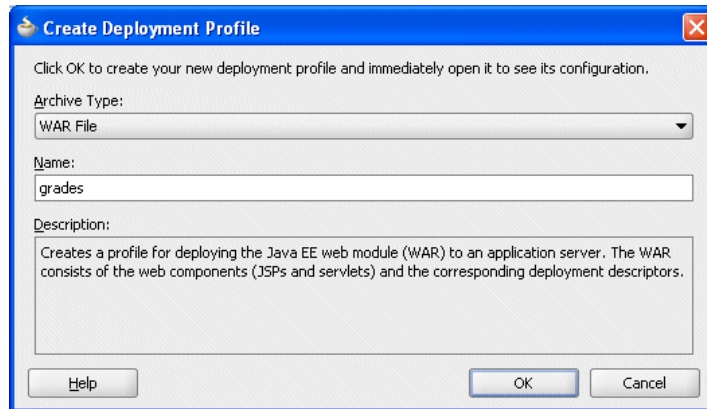 Create Deployment Profile
Click OK to create your new deployment profile and immediately open it to see its configuration.
Archive Type:
WAR File
Name:
grades
Description:
Creates a profile for deploying the Java EE web module (WAR) to an application server. The WAR
consists of the web components (JSPs and servlets) and the corresponding deployment descriptors.
Help
OK
Cancel